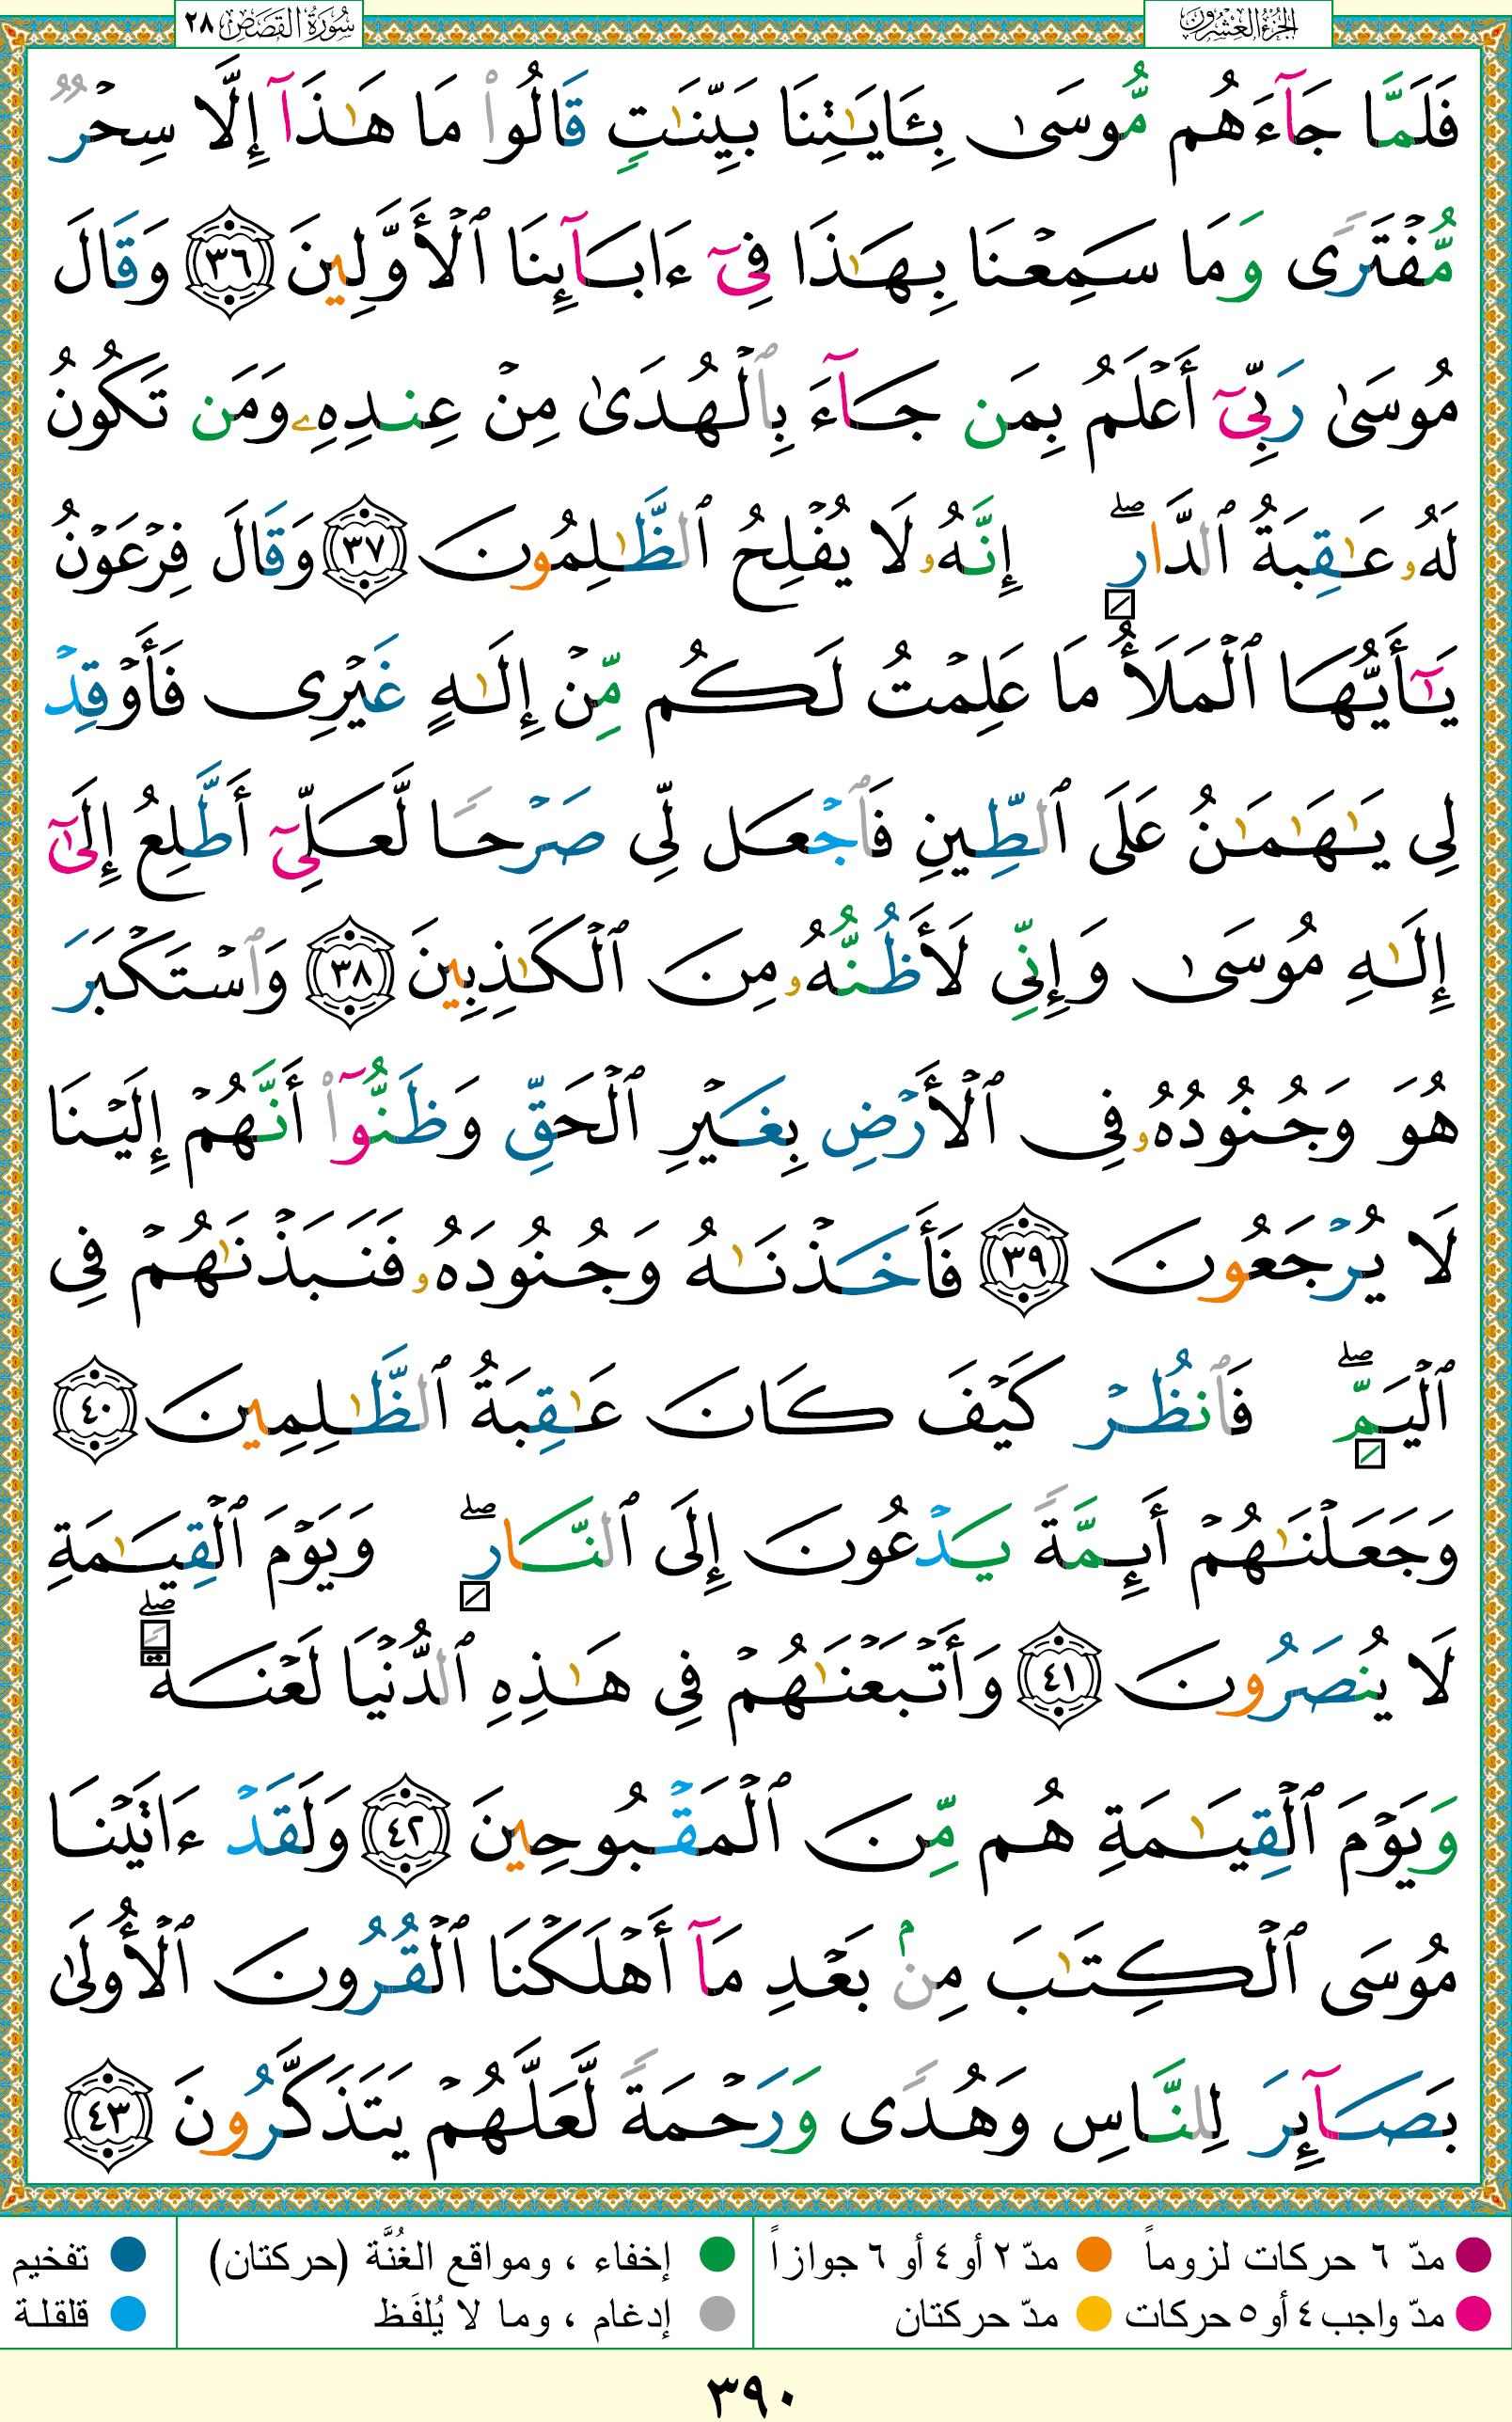 الجزء العشرون
سورة القصص ٢٨
فَلَمَّا جَآءَهُم مُّوسَىٰ بِـَٔايَـٰتِنَا بَيِّنَـٰتٍ قَالُوا۟ مَا هَـٰذَآ إِلَّا سِحْرٌ
مُّفْتَرًى وَمَا سَمِعْنَا بِهَـٰذَا فِىٓ ءَابَآئِنَا ٱلْأَوَّلِينَ ٣٦ وَقَالَ
مُوسَىٰ رَبِّىٓ أَعْلَمُ بِمَن جَآءَ بِٱلْهُدَىٰ مِنْ عِندِهِۦ وَمَن تَكُونُ
لَهُۥ عَـٰقِبَةُ ٱلدَّارِ ۖ إِنَّهُۥ لَا يُفْلِحُ ٱلظَّـٰلِمُونَ ٣٧ وَقَالَ فِرْعَوْنُ
يَـٰٓأَيُّهَا ٱلْمَلَأُ مَا عَلِمْتُ لَكُم مِّنْ إِلَـٰهٍ غَيْرِى فَأَوْقِدْ
لِى يَـٰهَـٰمَـٰنُ عَلَى ٱلطِّينِ فَٱجْعَل لِّى صَرْحًا لَّعَلِّىٓ أَطَّلِعُ إِلَىٰٓ
إِلَـٰهِ مُوسَىٰ وَإِنِّى لَأَظُنُّهُۥ مِنَ ٱلْكَـٰذِبِينَ ٣٨ وَٱسْتَكْبَرَ
هُوَ وَجُنُودُهُۥ فِى ٱلْأَرْضِ بِغَيْرِ ٱلْحَقِّ وَظَنُّوٓا۟ أَنَّهُمْ إِلَيْنَا
لَا يُرْجَعُونَ ٣٩ فَأَخَذْنَـٰهُ وَجُنُودَهُۥ فَنَبَذْنَـٰهُمْ فِى
ٱلْيَمِّ ۖ فَٱنظُرْ كَيْفَ كَانَ عَـٰقِبَةُ ٱلظَّـٰلِمِينَ ٤٠
وَجَعَلْنَـٰهُمْ أَئِمَّةً يَدْعُونَ إِلَى ٱلنَّارِ ۖ وَيَوْمَ ٱلْقِيَـٰمَةِ
لَا يُنصَرُونَ ٤١ وَأَتْبَعْنَـٰهُمْ فِى هَـٰذِهِ ٱلدُّنْيَا لَعْنَةً ۖ
وَيَوْمَ ٱلْقِيَـٰمَةِ هُم مِّنَ ٱلْمَقْبُوحِينَ ٤٢ وَلَقَدْ ءَاتَيْنَا
مُوسَى ٱلْكِتَـٰبَ مِنۢ بَعْدِ مَآ أَهْلَكْنَا ٱلْقُرُونَ ٱلْأُولَىٰ
بَصَآئِرَ لِلنَّاسِ وَهُدًى وَرَحْمَةً لَّعَلَّهُمْ يَتَذَكَّرُونَ ٤٣
مدّ ٦ حركات لزوماً
مدّ ٢ أو ٤ أو ٦ جوازاً
إخفاء ، ومواقع الغُنَّة (حركتان)
تفخيم
مدّ واجب ٤ أو ٥ حركات
مدّ حركتان
إدغام ، وما لا يُلفَظ
قلقلة
٣٩٠